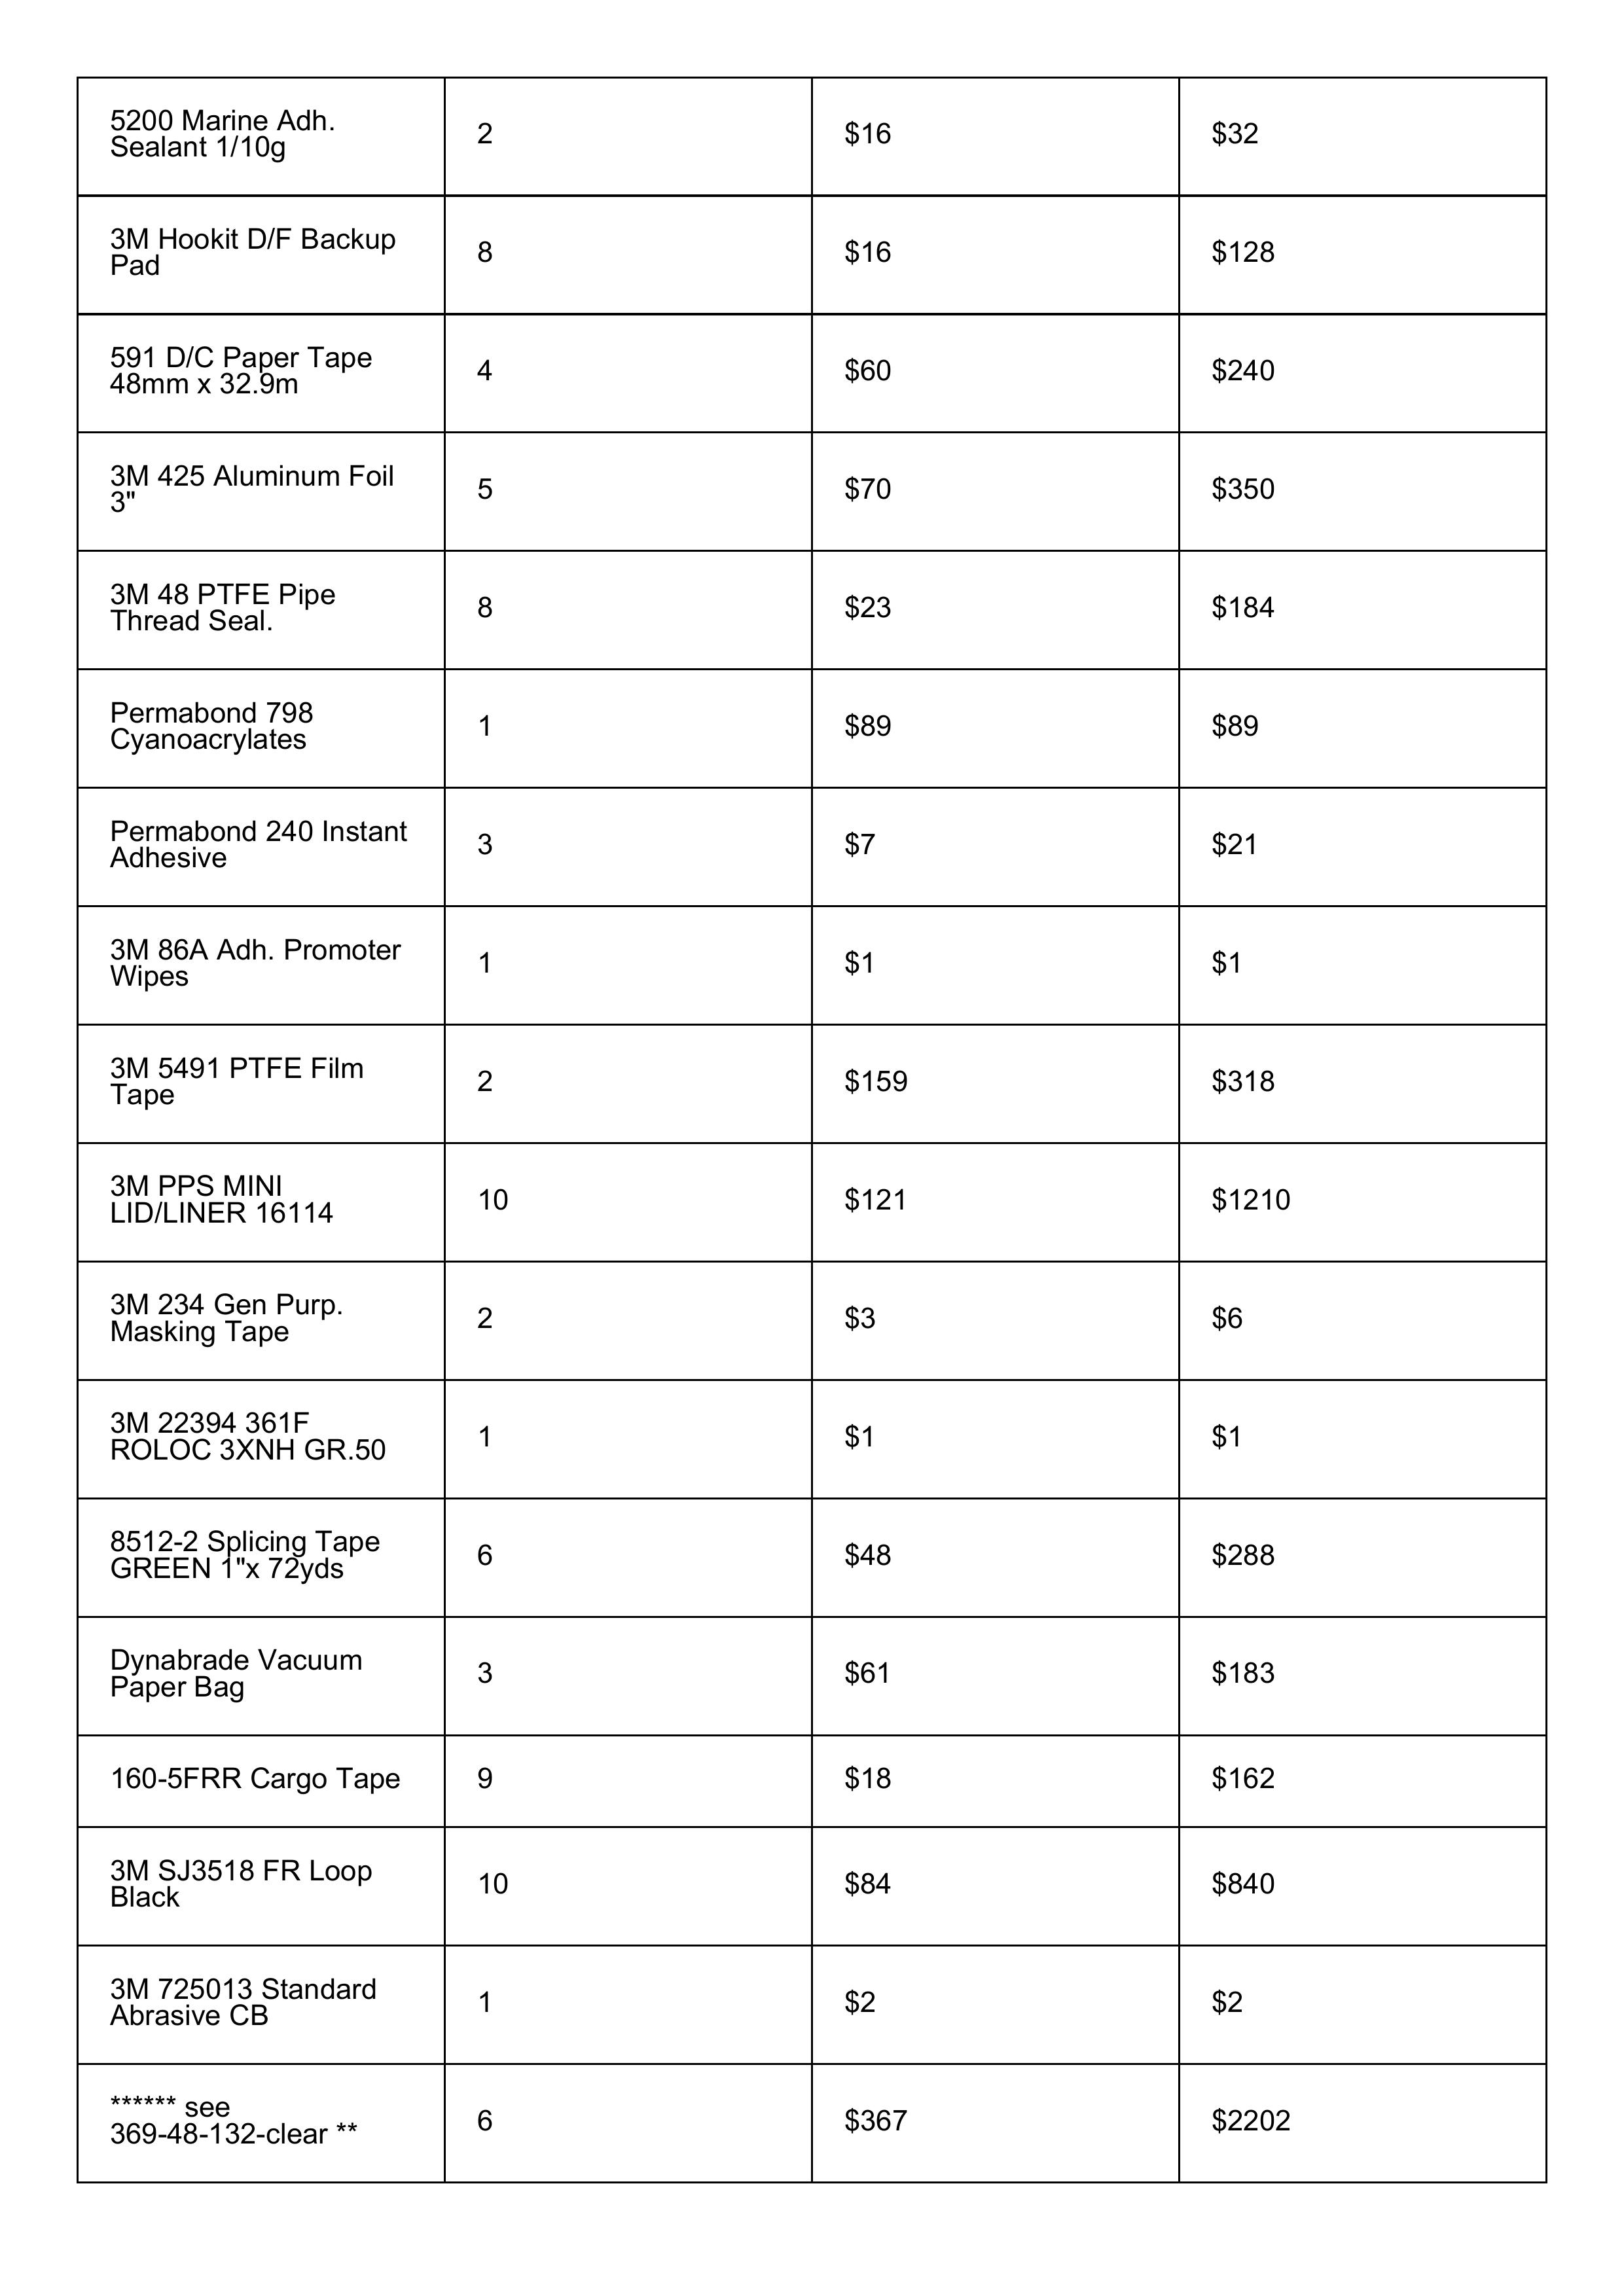 5200 Marine Adh.
Sealant 1/10g
2
$16
$32
3M Hookit D/F Backup
Pad
8
$16
$128
591 D/C Paper Tape
48mm x 32.9m
4
$60
$240
3M 425 Aluminum Foil
3"
5
$70
$350
3M 48 PTFE Pipe
Thread Seal.
8
$23
$184
Permabond 798
Cyanoacrylates
1
$89
$89
Permabond 240 Instant
Adhesive
3
$7
$21
3M 86A Adh. Promoter
Wipes
1
$1
$1
3M 5491 PTFE Film
Tape
2
$159
$318
3M PPS MINI
LID/LINER 16114
10
$121
$1210
3M 234 Gen Purp.
Masking Tape
2
$3
$6
3M 22394 361F
ROLOC 3XNH GR.50
1
$1
$1
8512-2 Splicing Tape
GREEN 1"x 72yds
6
$48
$288
Dynabrade Vacuum
Paper Bag
3
$61
$183
160-5FRR Cargo Tape
9
$18
$162
3M SJ3518 FR Loop
Black
10
$84
$840
3M 725013 Standard
Abrasive CB
1
$2
$2
****** see
369-48-132-clear **
6
$367
$2202